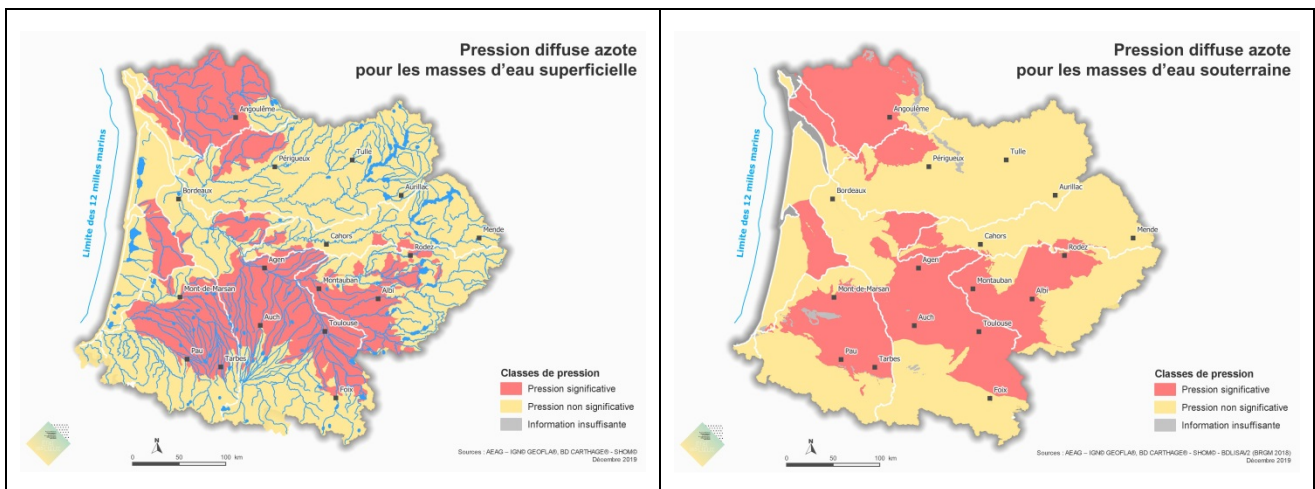 Pression diffuse azote
pour les masses d'eau superficielle
Limite des 12 milles marins
Angoulême
Périgueux
Tulle
Bordeaux
Aurillac
Mende
Cahors
Rodez
Agen
Montauban
Mont-de-Marsan
Albi
Auch
Toulouse
Pau
Tarbes
Foix
Classes de pression
Pression significative
Pression non significative
Information insuffisante
N
0 50 100 km
Sources : AEAG – IGN© GEOFLA®, BD CARTHAGE® - SHOM©
Décembre 2019
Pression diffuse azote
pour les masses d'eau souterraine
Limite des 12 milles marins
Angoulême
Périgueux
Tulle
Bordeaux
Aurillac
Mende
Cahors
Rodez
Agen
Montauban
Mont-de-Marsan
Albi
Auch
Toulouse
Pau
Tarbes
Foix
Classes de pression
Pression significative
Pression non significative
Information insuffisante
N
0 50 100 km
Sources : AEAG – IGN© GEOFLA®, BD CARTHAGE® - SHOM© - BDLISAV2 (BRGM 2018)
Décembre 2019